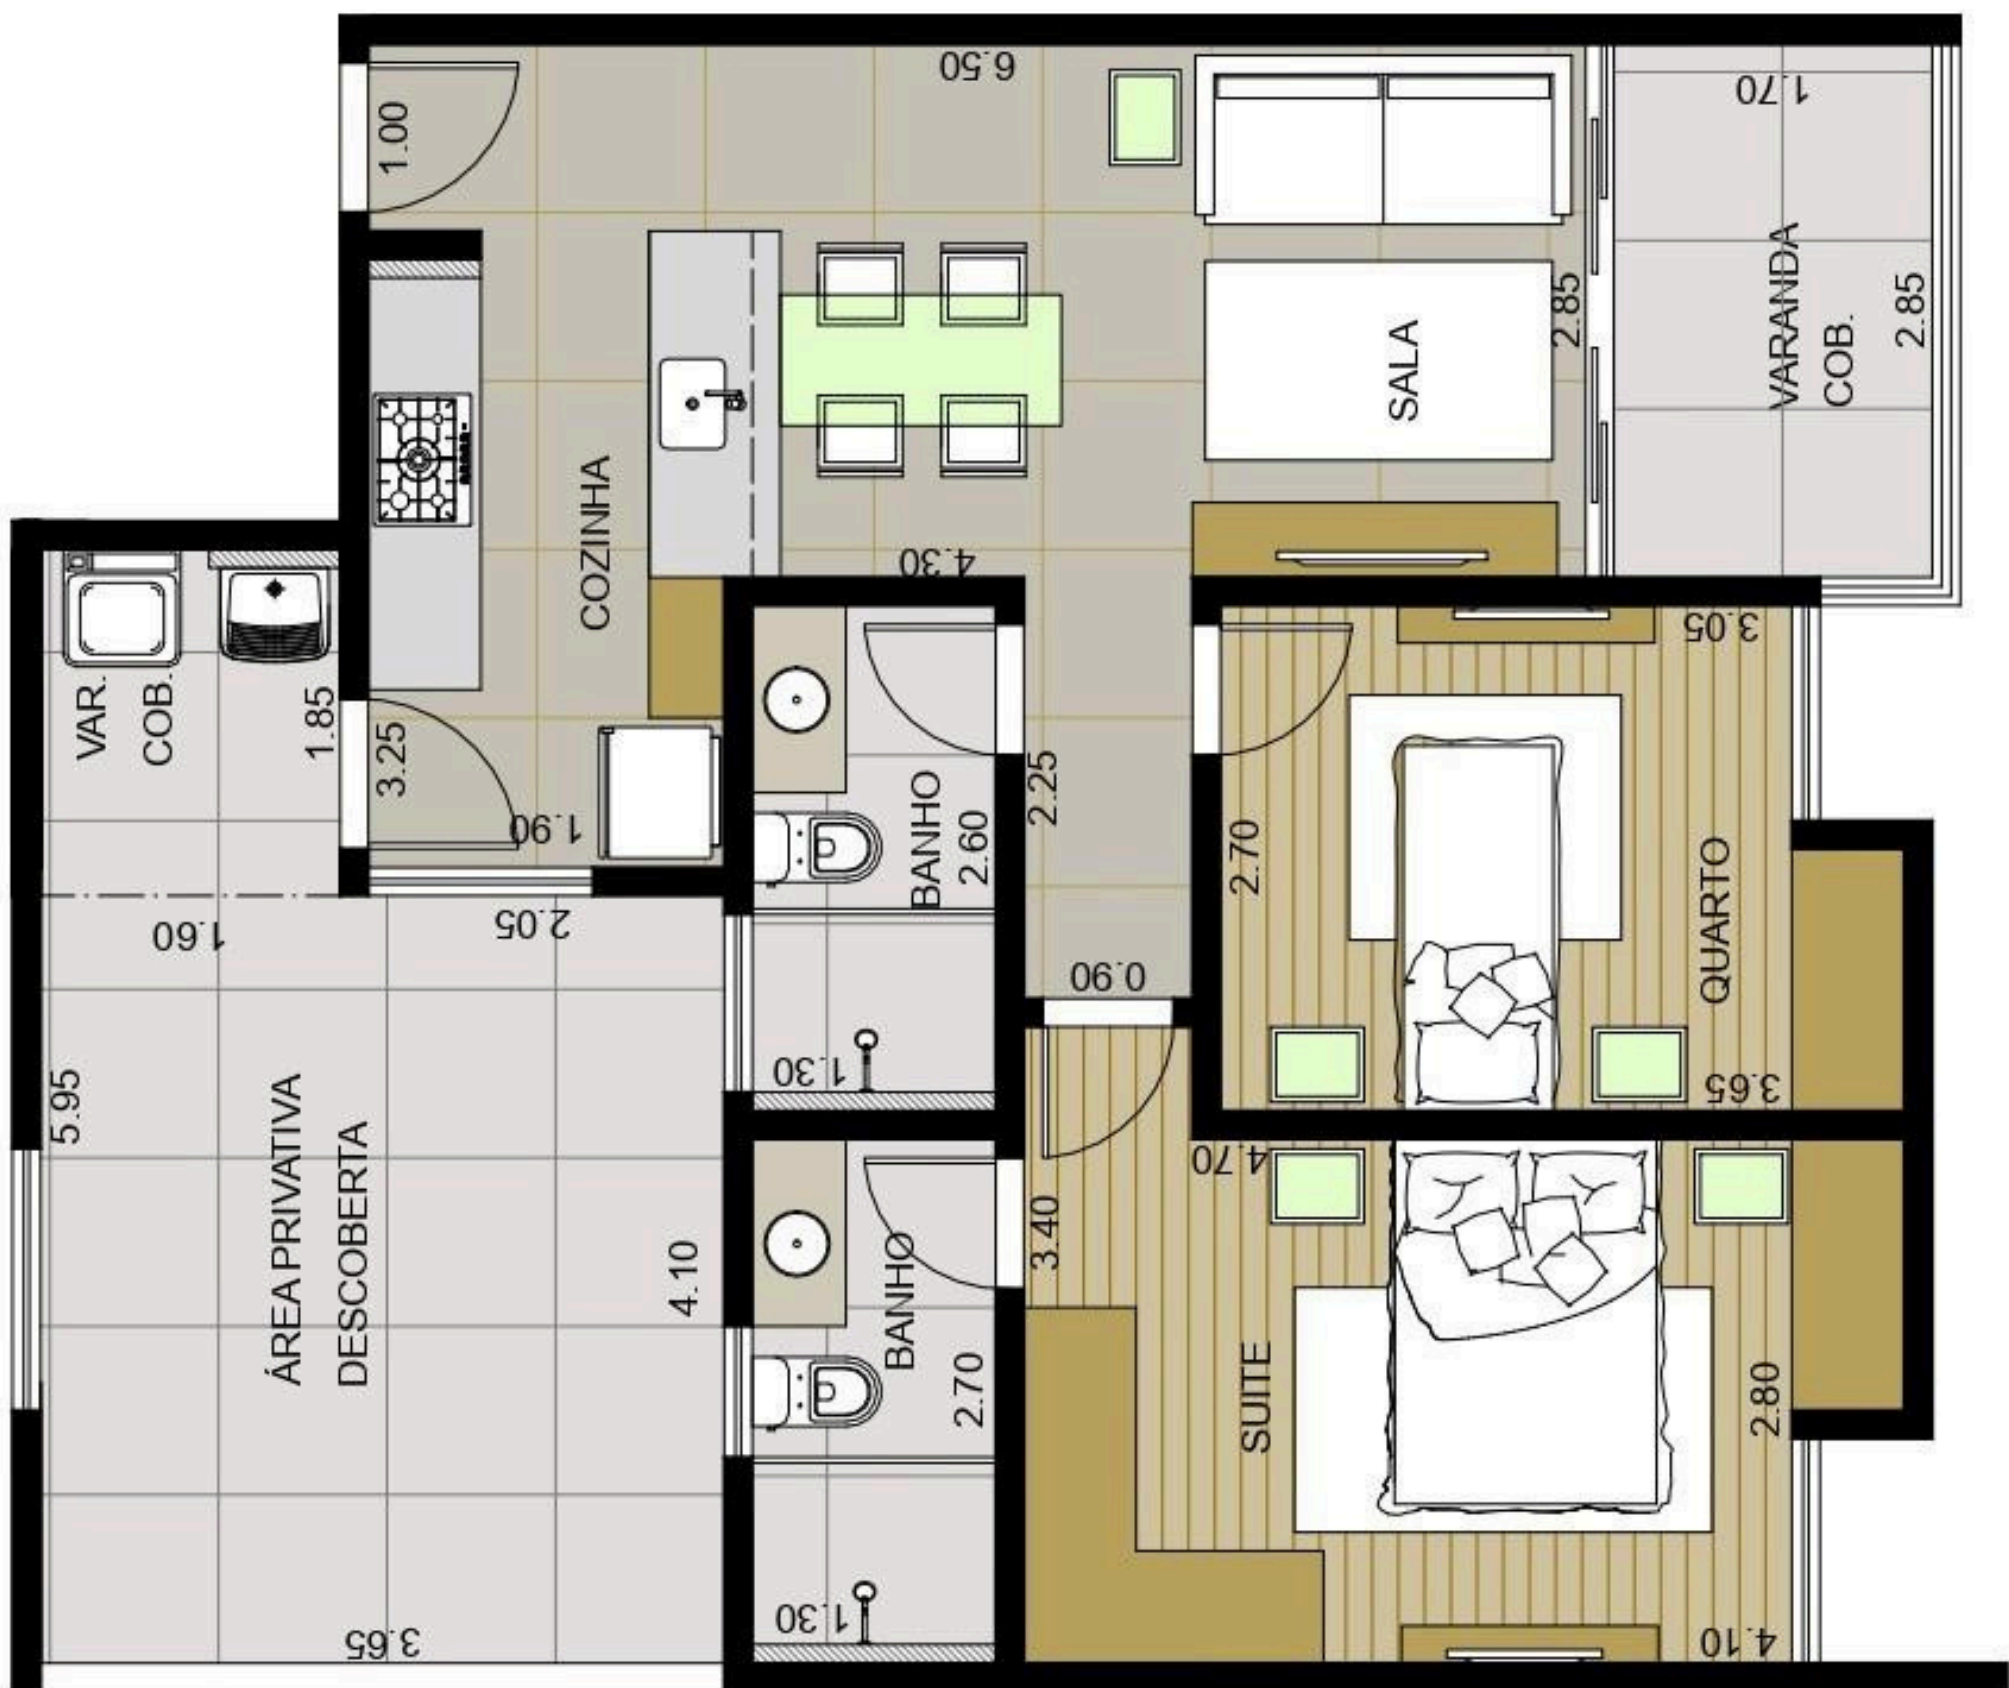 6.50
1.70
1.00
VARANDA
COB.
2.85
2.85
SALA
COZINHA
4.30
3.05
VAR.
COB.
1.85
3.25
1.90
BANHO
2.60
2.25
2.70
QUARTO
1.60
2.05
0.90
1.30
3.65
5.95
ÁREA PRIVATIVA
DESCOBERTA
4.70
4.10
BANHO
2.70
3.40
SUITE
2.80
1.30
3.65
4.10